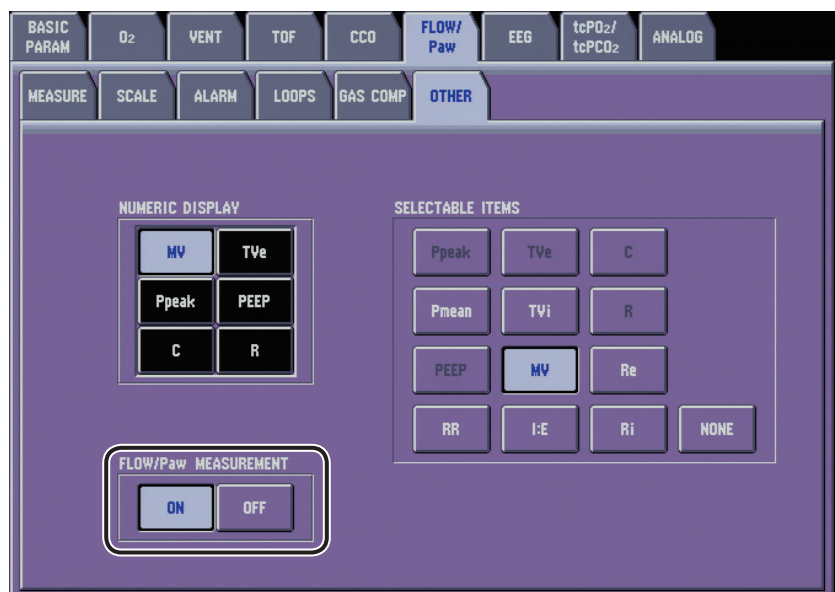 BASIC PARAM O2 VENT TOF CCO FLOW/Paw EEG tcPO2/tcPCO2 ANALOG
MEASURE SCALE ALARM LOOPS GAS COMP OTHER
NUMERIC DISPLAY
MV TVe
Ppeak PEEP
C R
SELECTABLE ITEMS
Ppeak TVe C
Pmean TVi R
PEEP MV Re
RR I:E Ri NONE
FLOW/Paw MEASUREMENT
ON OFF